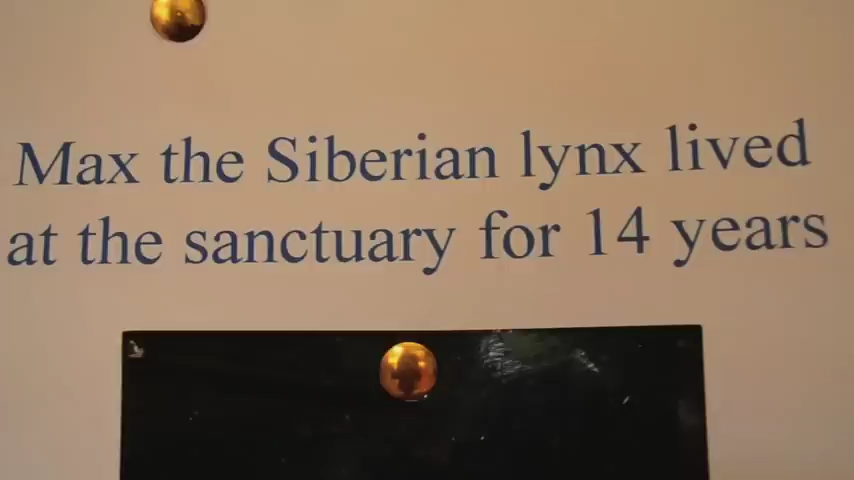 Max the Siberian lynx lived
at the sanctuary for 14 years